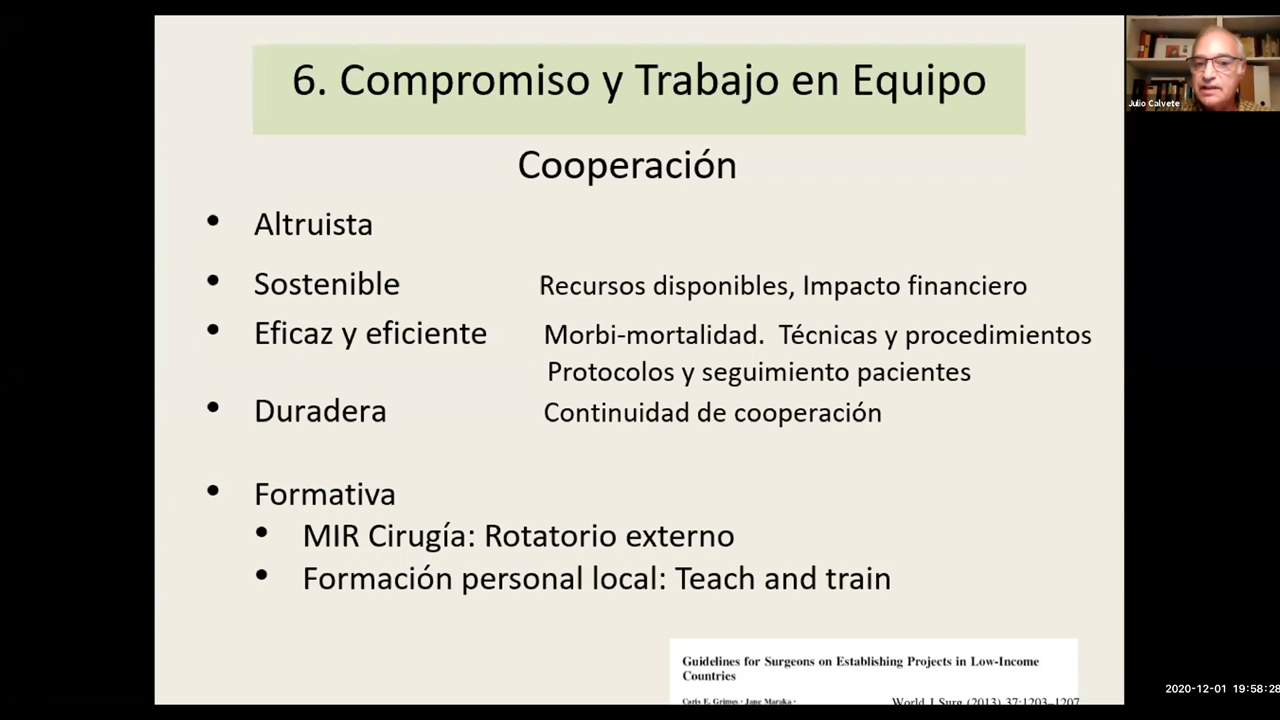 6. Compromiso y Trabajo en Equipo
Cooperación
• Altruista
• Sostenible Recursos disponibles, Impacto financiero
• Eficaz y eficiente Morbi-mortalidad. Técnicas y procedimientos
Protocolos y seguimiento pacientes
• Duradera Continuidad de cooperación
• Formativa
• MIR Cirugía: Rotatorio externo
• Formación personal local: Teach and train
Guidelines for Surgeons on Establishing Projects in Low-Income
Countries
Caris E. Grimes · Jane Maraka ·
World J Surg (2013) 37:1203–1207
Julio Calvete
2020-12-01 19:58:28